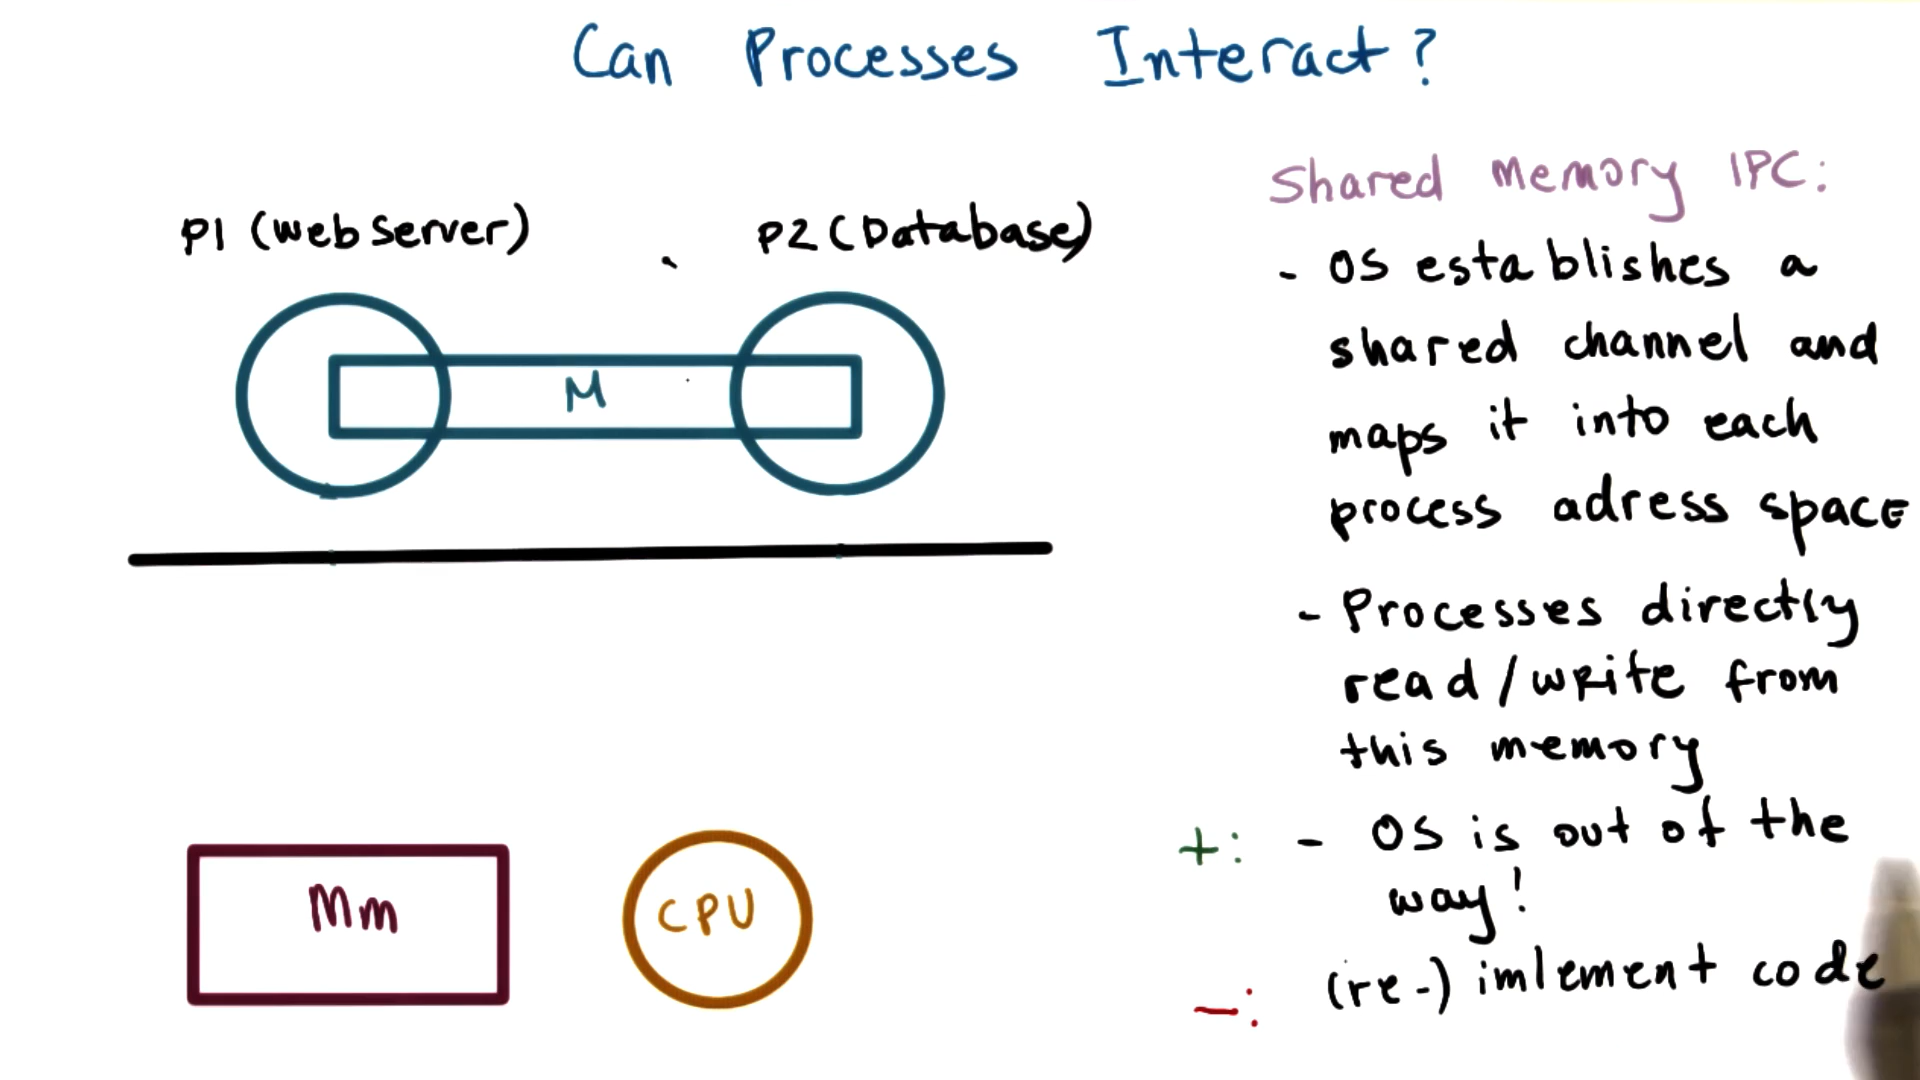 Can Processes Interact?
P1 (Web Server)
P2 (Database)
M
Mm
CPU
Shared Memory IPC:
- OS establishes a
shared channel and
maps it into each
process adress space
- Processes directly
read/write from
this memory
+: - OS is out of the
way!
-: (re-) imlement code